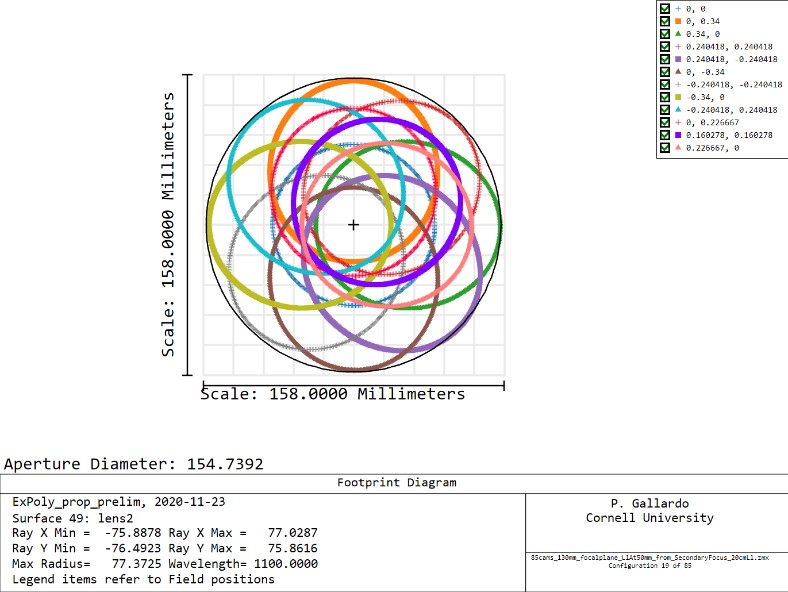 0, 0
0, 0.34
0.34, 0
0.240418, 0.240418
0.240418, -0.240418
0, -0.34
-0.240418, -0.240418
-0.34, 0
-0.240418, 0.240418
0, 0.226667
0.160278, 0.160278
0.226667, 0
Scale: 158.0000 Millimeters
Scale: 158.0000 Millimeters
Aperture Diameter: 154.7392
Footprint Diagram
ExPoly_prop_prelim, 2020-11-23
Surface 49: lens2
Ray X Min = -75.8878 Ray X Max = 77.0287
Ray Y Min = -76.4923 Ray Y Max = 75.8616
Max Radius= 77.3725 Wavelength= 1100.0000
Legend items refer to Field positions
P. Gallardo
Cornell University
85cams_130mm_focalplane_L1At50mm_from_SecondaryFocus_20cmL1.zmx
Configuration 19 of 85